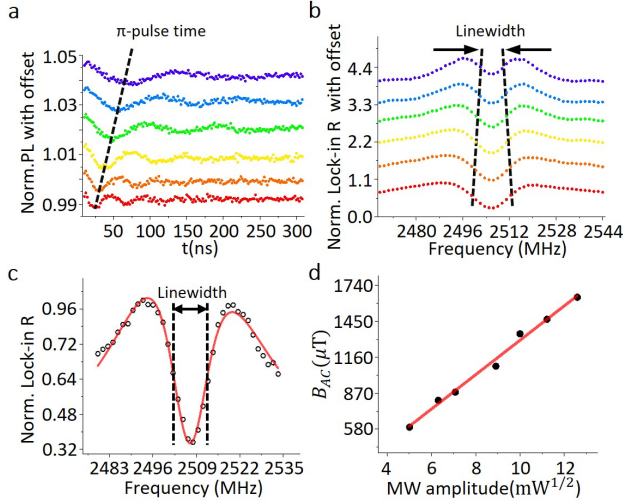 a
π-pulse time
1.05
1.03
1.01
0.99
Norm.PL with offset
50
100
150
200
250
300
t(ns)
b
Linewidth
4.4
3.3
2.2
1.1
0.0
Norm. Lock-in R with offset
2480
2496
2512
2528
2544
Frequency (MHz)
c
Linewidth
0.96
0.80
0.72
0.64
0.48
0.32
Norm. Lock-in R
2483
2496
2509
2522
2535
Frequency (MHz)
d
1740
1450
1160
870
580
B_AC(μT)
4
6
8
10
12
MW amplitude(mW^1/2)